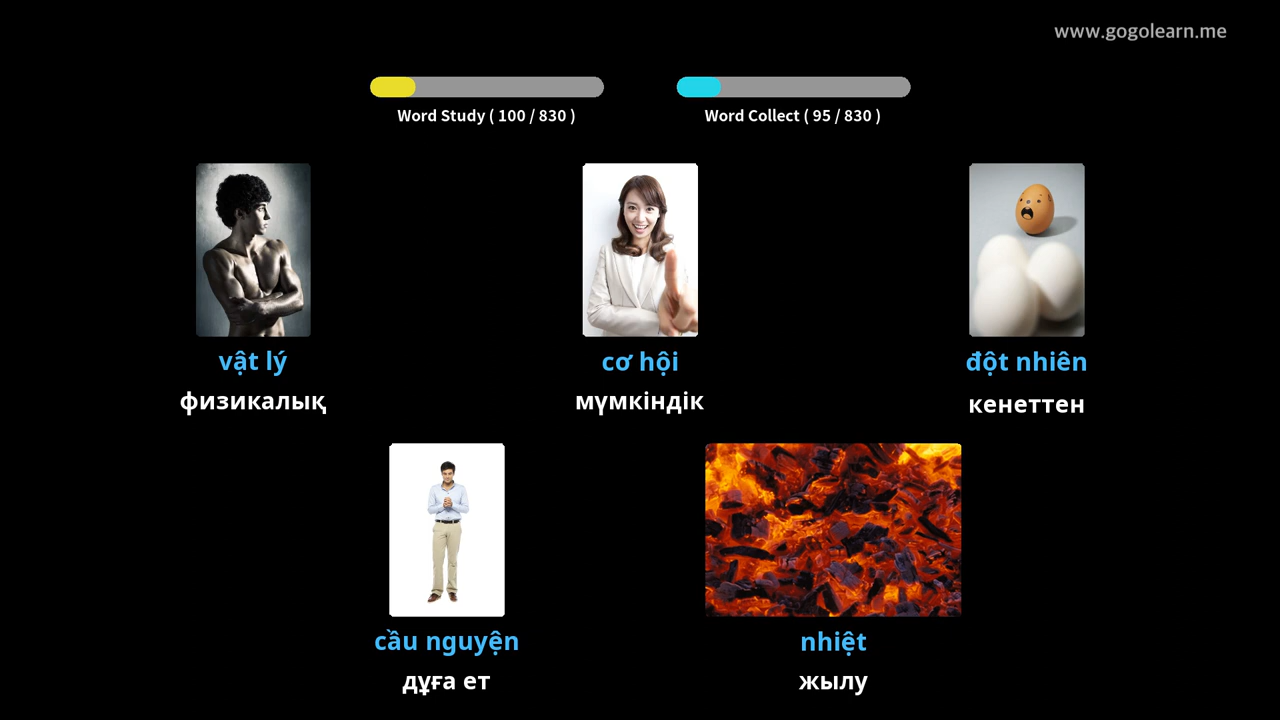 www.gogolearn.me
Word Study ( 100 / 830 )
Word Collect ( 95 / 830 )
vật lý
физикалық
cơ hội
мүмкіндік
đột nhiên
кенеттен
cầu nguyện
дұға ет
nhiệt
жылу